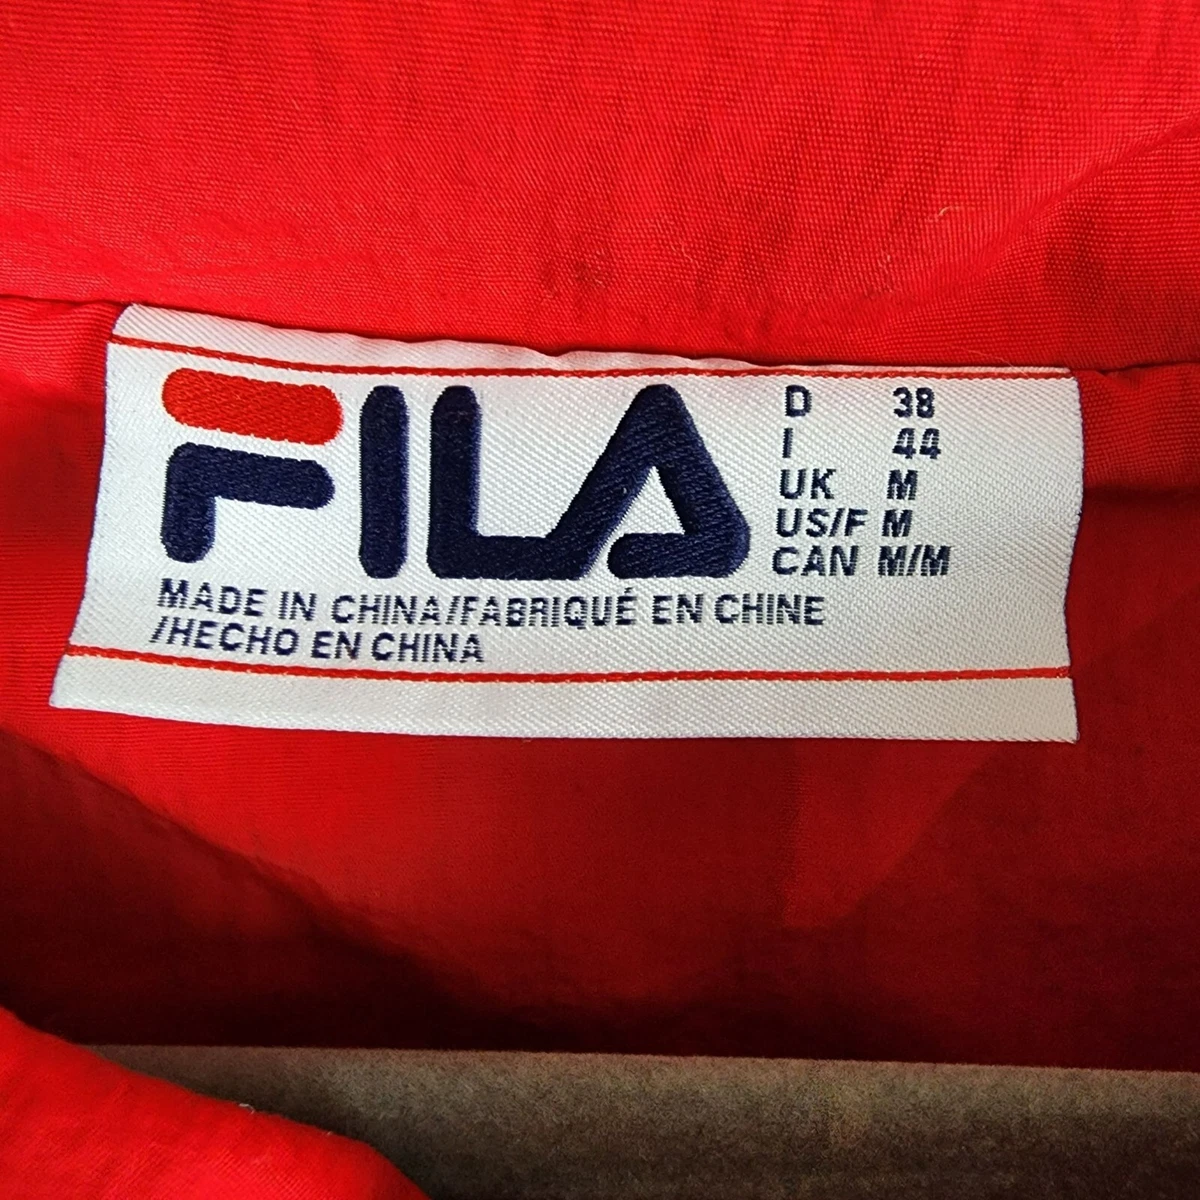 FILA
D 38
I 44
UK M
US/F M
CAN M/M
MADE IN CHINA/FABRIQUÉ EN CHINE
/HECHO EN CHINA